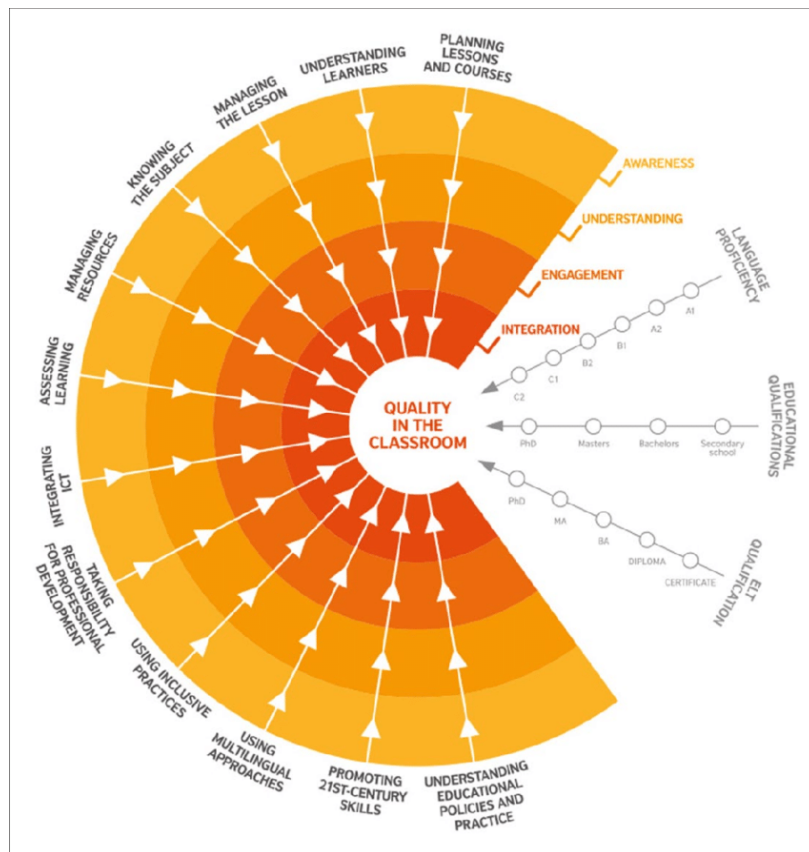 PLANNING
LESSONS
AND COURSES
UNDERSTANDING
LEARNERS
MANAGING
THE LESSON
KNOWING
THE SUBJECT
MANAGING
RESOURCES
ASSESSING
LEARNING
INTEGRATING
ICT
TAKING
RESPONSIBILITY
FOR PROFESSIONAL
DEVELOPMENT
USING INCLUSIVE
PRACTICES
USING
MULTILINGUAL
APPROACHES
PROMOTING
21ST-CENTURY
SKILLS
UNDERSTANDING
EDUCATIONAL
POLICIES AND
PRACTICE
AWARENESS
UNDERSTANDING
ENGAGEMENT
INTEGRATION
QUALITY
IN THE
CLASSROOM
LANGUAGE
PROFICIENCY
A1
A2
B1
B2
C1
C2
EDUCATIONAL
QUALIFICATIONS
PhD
Masters
Bachelors
Secondary
school
ELT
QUALIFICATION
PhD
MA
BA
DIPLOMA
CERTIFICATE